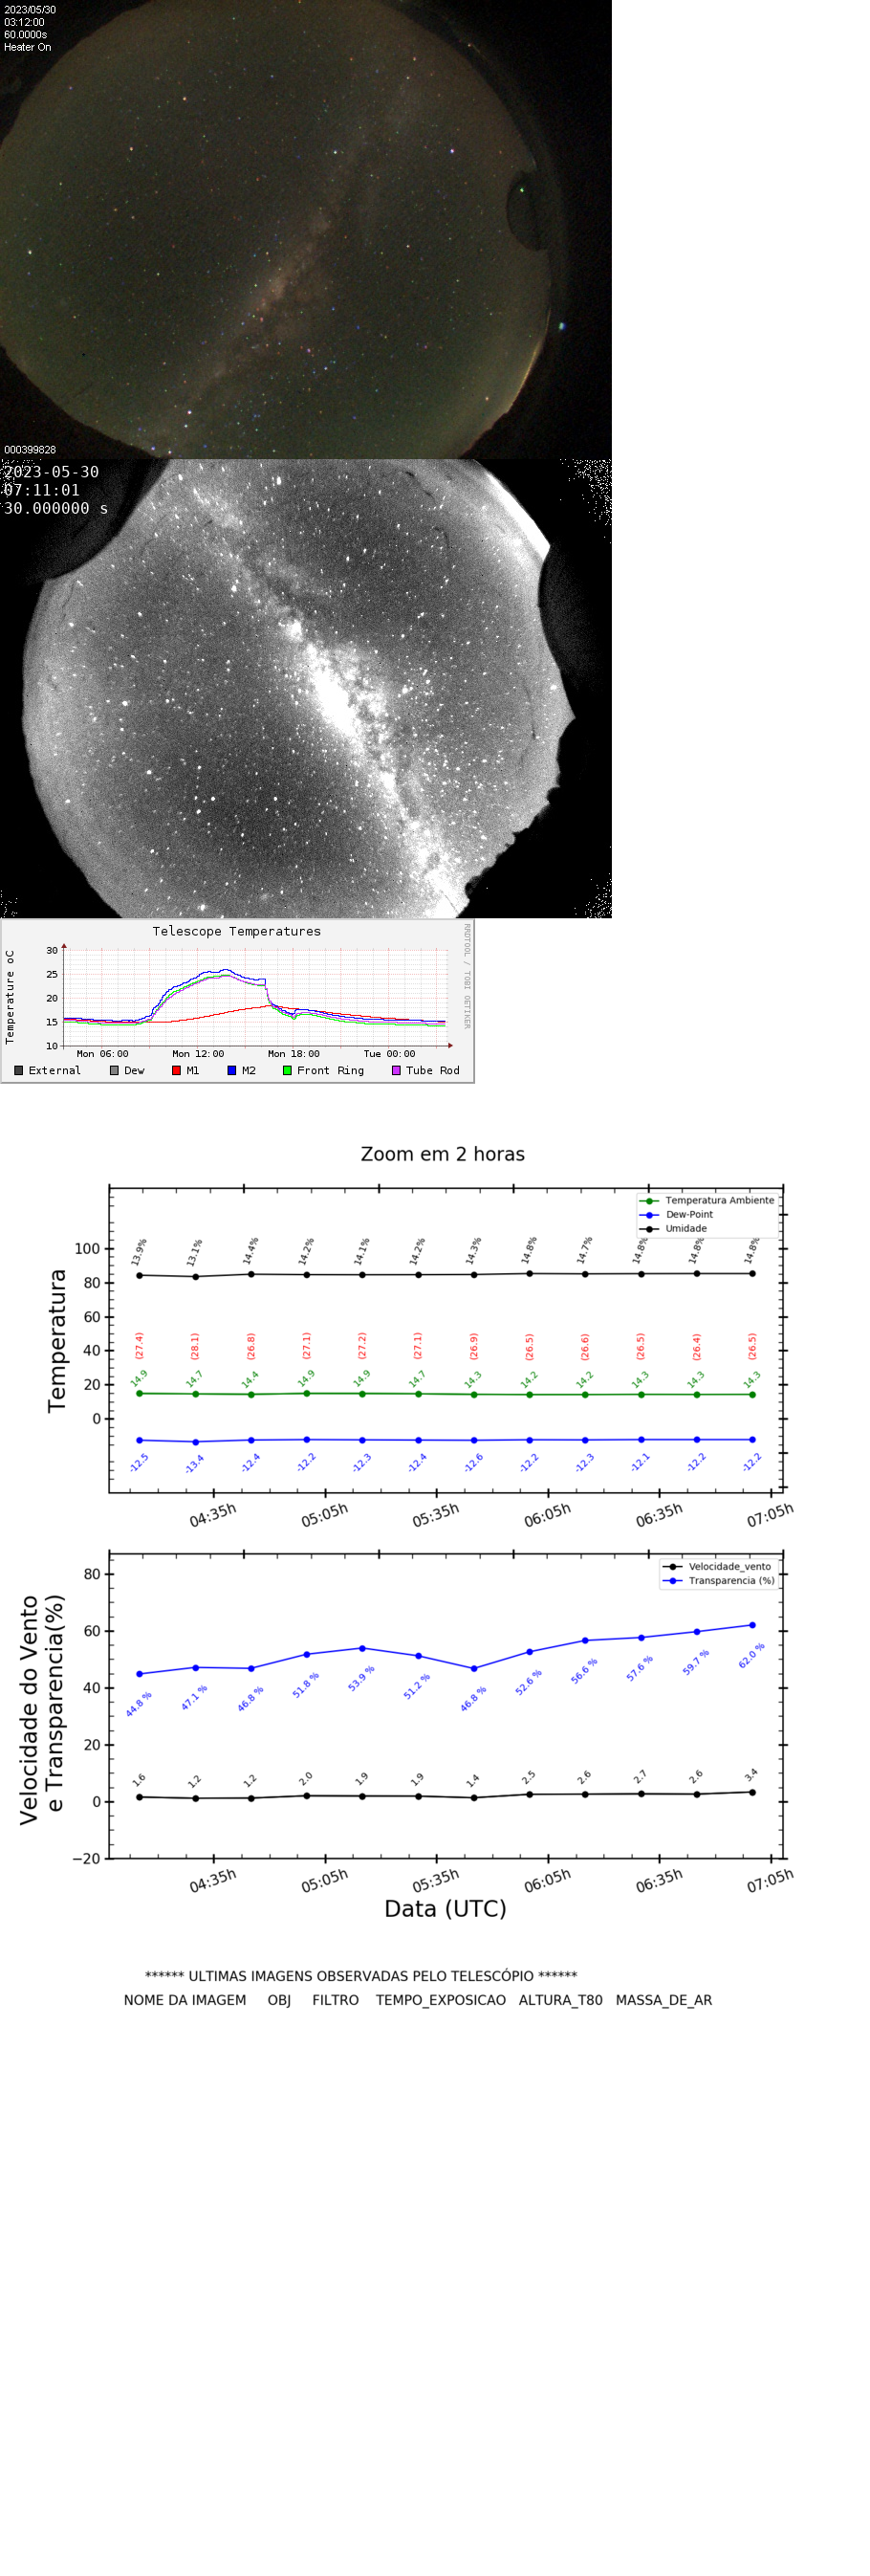 2023/05/30
03:12:00
60.0000s
Heater On
000399828
2023-05-30
07:11:01
30.000000 s
Telescope Temperatures
RRDTOOL / TOBI OETIKER
Temperature oC
30
25
20
15
10
Mon 06:00 Mon 12:00 Mon 18:00 Tue 00:00
External Dew M1 M2 Front Ring Tube Rod
Zoom em 2 horas
Temperatura Ambiente
Dew-Point
Umidade
Temperatura
100
80
60
40
20
0
13.9% 13.1% 14.4% 14.2% 14.1% 14.2% 14.3% 14.8% 14.7% 14.8% 14.8% 14.8%
(27.4) (28.1) (26.8) (27.1) (27.2) (27.1) (26.9) (26.5) (26.6) (26.5) (26.4) (26.5)
14.9 14.7 14.4 14.9 14.9 14.7 14.3 14.2 14.2 14.3 14.3 14.3
-12.5 -13.4 -12.4 -12.2 -12.3 -12.4 -12.6 -12.2 -12.3 -12.1 -12.2 -12.2
04:35h 05:05h 05:35h 06:05h 06:35h 07:05h
Velocidade_vento
Transparencia (%)
Velocidade do Vento
e Transparencia(%)
80
60
40
20
0
−20
44.8 % 47.1 % 46.8 % 51.8 % 53.9 % 51.2 % 46.8 % 52.6 % 56.6 % 57.6 % 59.7 % 62.0 %
1.6 1.2 1.2 2.0 1.9 1.9 1.4 2.5 2.6 2.7 2.6 3.4
04:35h 05:05h 05:35h 06:05h 06:35h 07:05h
Data (UTC)
****** ULTIMAS IMAGENS OBSERVADAS PELO TELESCÓPIO ******
NOME DA IMAGEM OBJ FILTRO TEMPO_EXPOSICAO ALTURA_T80 MASSA_DE_AR